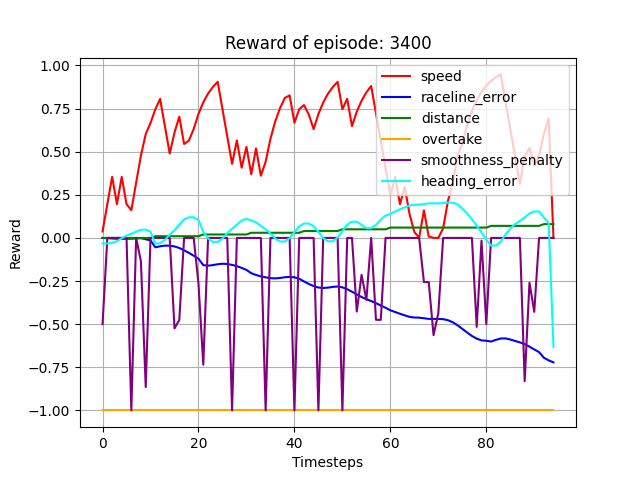 Reward of episode: 3400
1.00
0.75
0.50
0.25
0.00
−0.25
−0.50
−0.75
−1.00
Reward
speed
raceline_error
distance
overtake
smoothness_penalty
heading_error
0 20 40 60 80
Timesteps